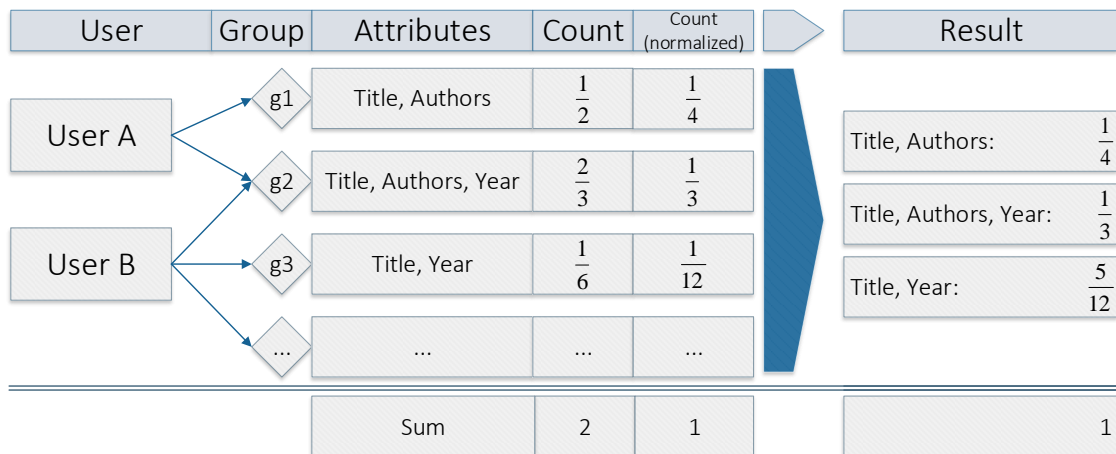 User Group Attributes Count Count (normalized) Result
User A
User B
g1 Title, Authors 1/2 1/4
g2 Title, Authors, Year 2/3 1/3
g3 Title, Year 1/6 1/12
... ... ... ...
Title, Authors: 1/4
Title, Authors, Year: 1/3
Title, Year: 5/12
Sum 2 1 1